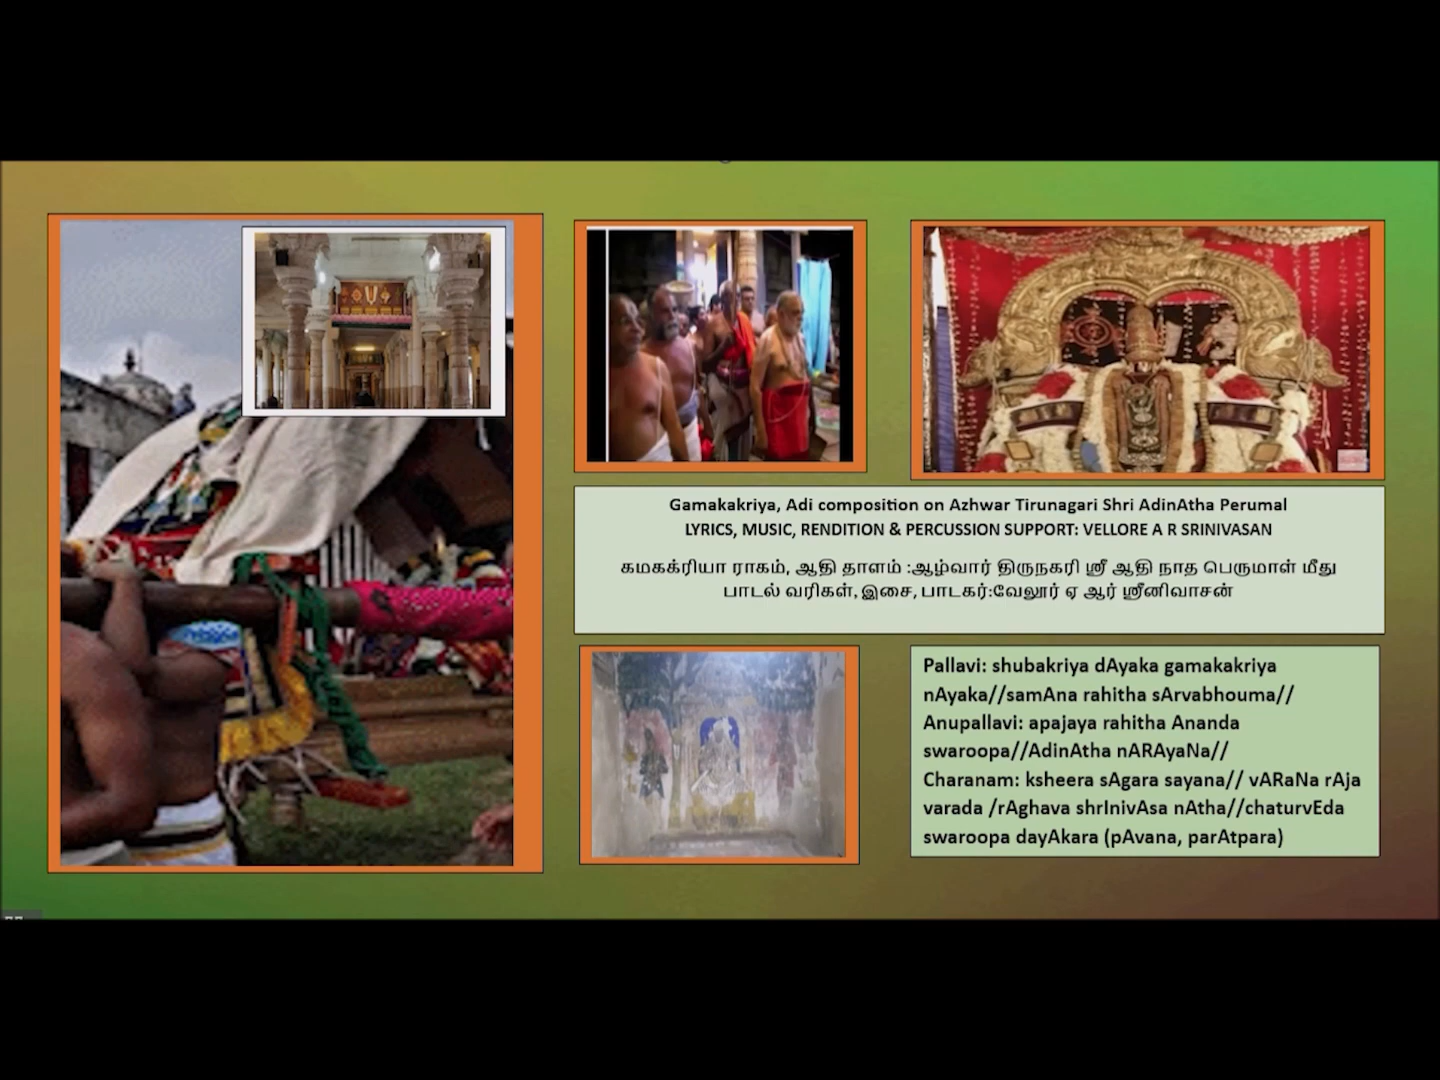 Gamakakriya, Adi composition on Azhwar Tirunagari Shri AdinAtha Perumal
LYRICS, MUSIC, RENDITION & PERCUSSION SUPPORT: VELLORE A R SRINIVASAN
கமகக்ரியா ராகம், ஆதி தாளம் :ஆழ்வார் திருநகரி ஸ்ரீ ஆதி நாத பெருமாள் மீது
பாடல் வரிகள், இசை, பாடகர்:வேலூர் ஏ ஆர் ஸ்ரீனிவாசன்
Pallavi: shubakriya dAyaka gamakakriya
nAyaka//samAna rahitha sArvabhouma//
Anupallavi: apajaya rahitha Ananda
swaroopa//AdinAtha nARAyaNa//
Charanam: ksheera sAgara sayana// vARaNa rAja
varada /rAghava shrInivAsa nAtha//chaturvEda
swaroopa dayAkara (pAvana, parAtpara)